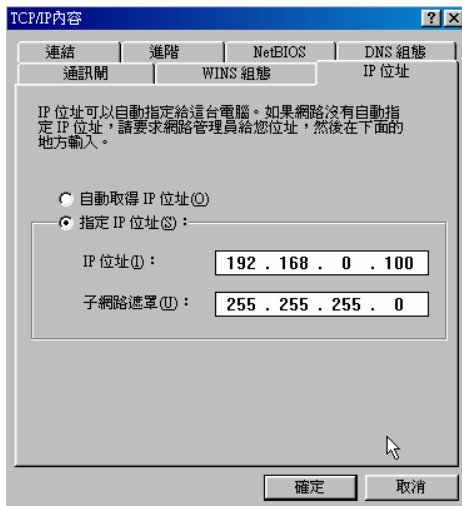 TCP/IP內容
連結 進階 NetBIOS DNS 組態
通訊閘 WINS 組態 IP 位址
IP 位址可以自動指定給這台電腦。如果網路沒有自動指
定 IP 位址，請要求網路管理員給您位址，然後在下面的
地方輸入。
自動取得 IP 位址(O)
指定 IP 位址(S)：
IP 位址(I)： 192 . 168 . 0 . 100
子網路遮罩(U)： 255 . 255 . 255 . 0
確定 取消